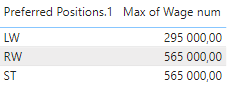 Preferred Positions.1 Max of Wage num
LW 295 000,00
RW 565 000,00
ST 565 000,00